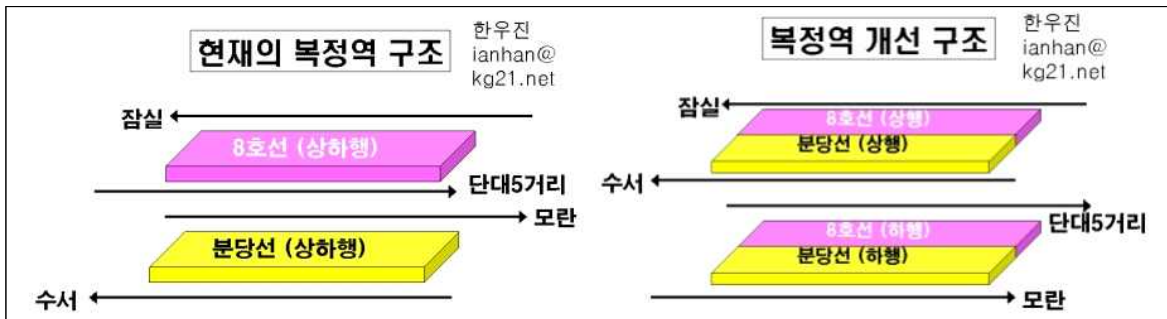 현재의 복정역 구조
한우진
ianhan@
kg21.net
잠실
8호선 (상하행)
단대5거리
모란
분당선 (상하행)
수서
복정역 개선 구조
한우진
ianhan@
kg21.net
잠실
8호선 (상행)
분당선 (상행)
수서
단대5거리
8호선 (하행)
분당선 (하행)
모란